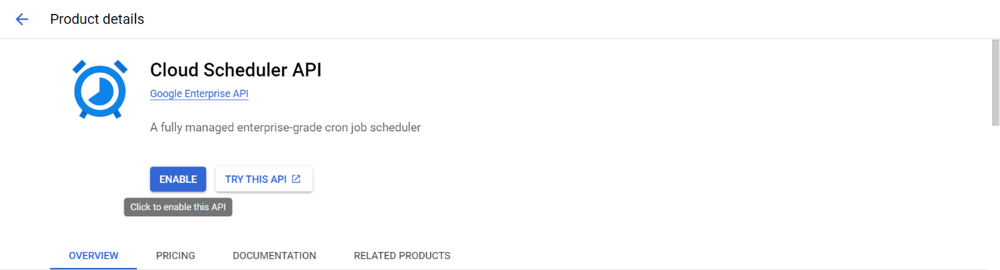 Product details
Cloud Scheduler API
Google Enterprise API
A fully managed enterprise-grade cron job scheduler
ENABLE TRY THIS API
Click to enable this API
OVERVIEW PRICING DOCUMENTATION RELATED PRODUCTS